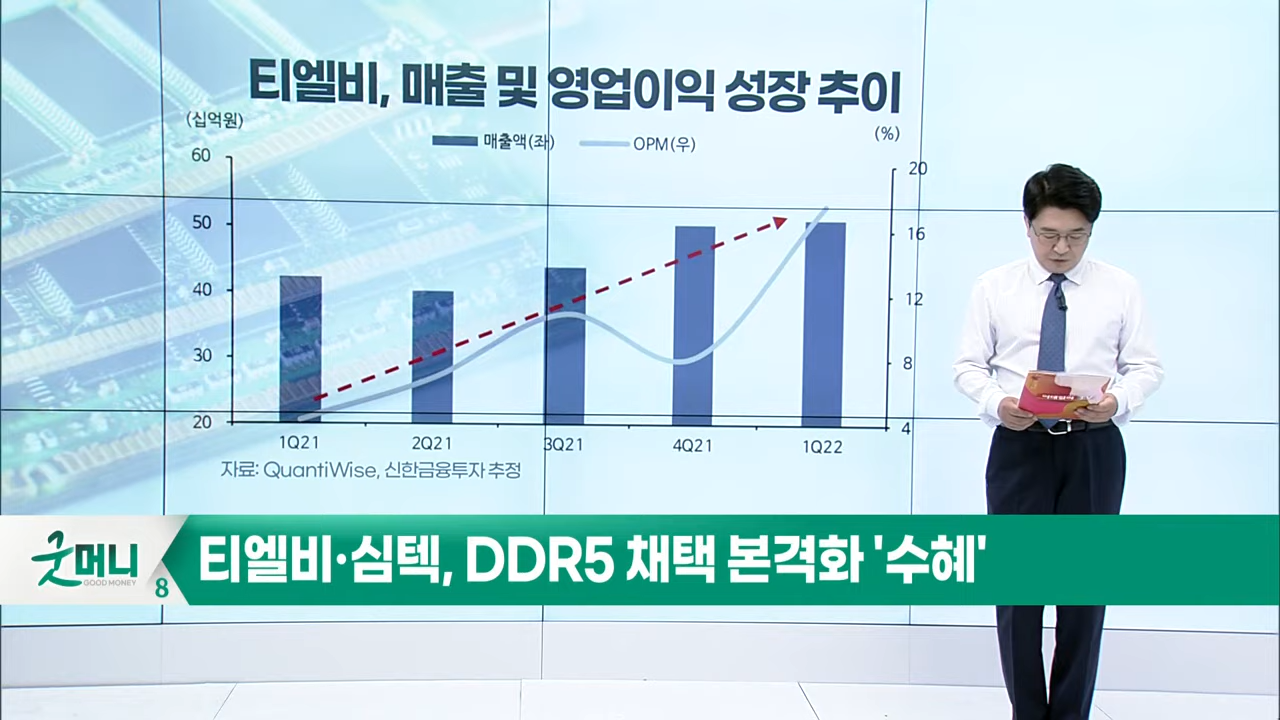 티엘비, 매출 및 영업이익 성장 추이
(십억원)
(%)
매출액(좌)
OPM(우)
60
50
40
30
20
20
16
12
8
4
1Q21
2Q21
3Q21
4Q21
1Q22
자료: QuantiWise, 신한금융투자 추정
굿머니
GOOD MONEY
8
티엘비·심텍, DDR5 채택 본격화 '수혜'